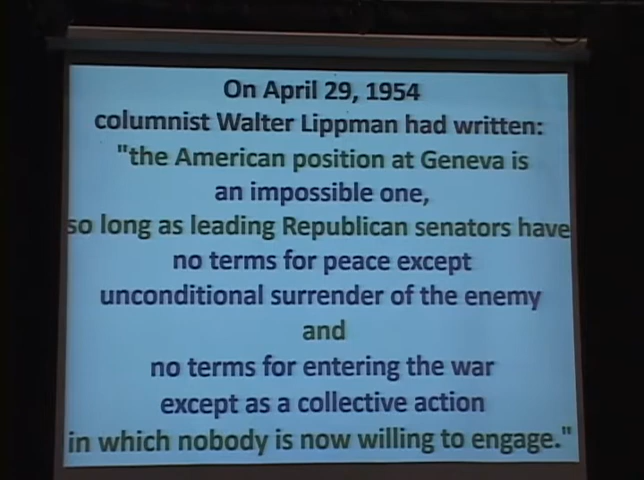 On April 29, 1954
columnist Walter Lippman had written:
"the American position at Geneva is
an impossible one,
so long as leading Republican senators have
no terms for peace except
unconditional surrender of the enemy
and
no terms for entering the war
except as a collective action
in which nobody is now willing to engage."